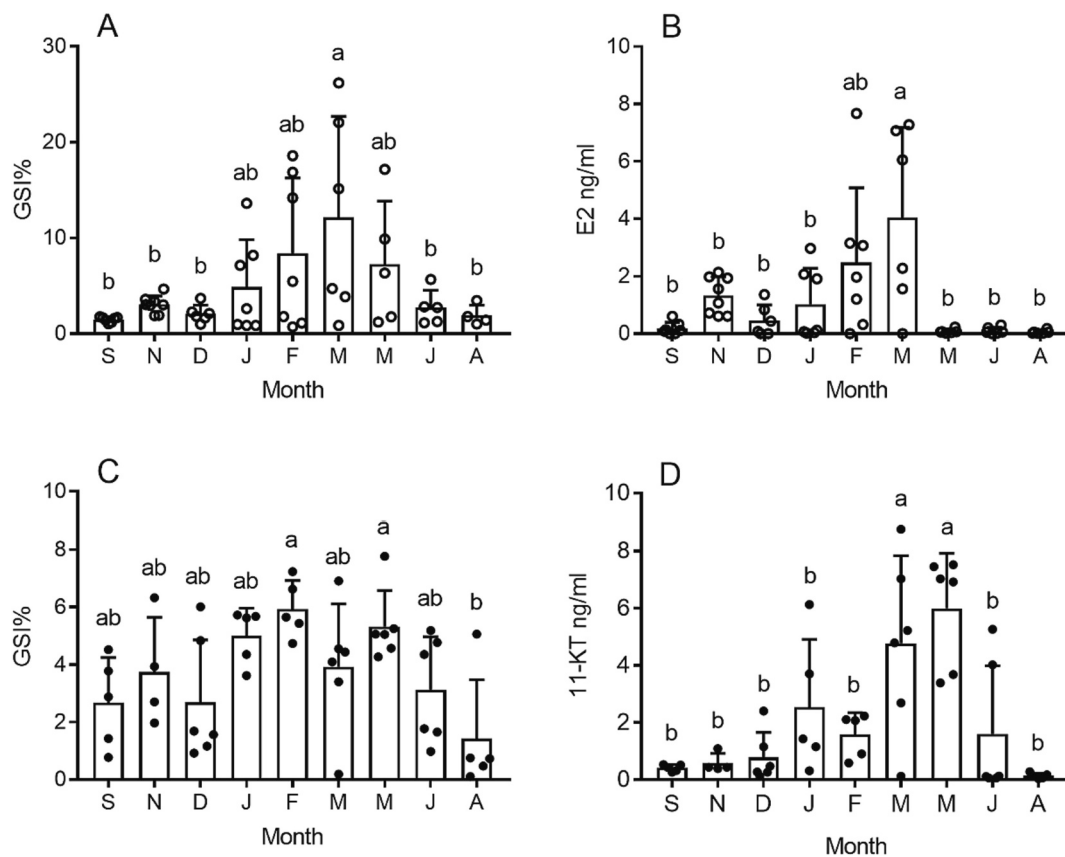 A
GSI%
30
20
10
0
b b b ab ab a ab b b
S N D J F M M J A
Month
B
E2 ng/ml
10
8
6
4
2
0
b b b b ab a b b b
S N D J F M M J A
Month
C
GSI%
10
8
6
4
2
0
ab ab ab ab a ab a ab b
S N D J F M M J A
Month
D
11-KT ng/ml
10
8
6
4
2
0
b b b b b a a b b
S N D J F M M J A
Month